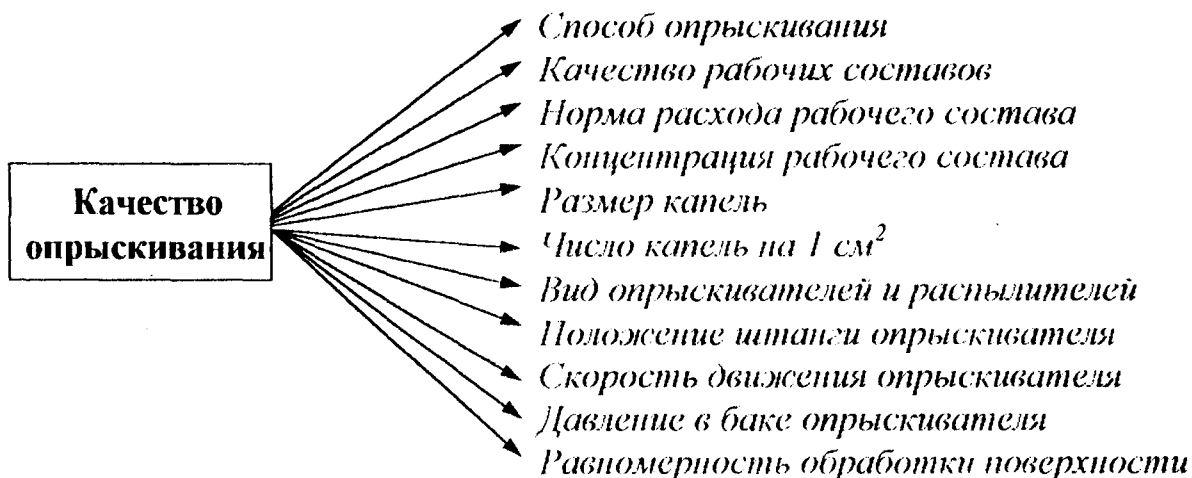 Способ опрыскивания
Качество рабочих составов
Норма расхода рабочего состава
Концентрация рабочего состава
Размер капель
Качество
опрыскивания
Число капель на 1 см²
Вид опрыскивателей и распылителей
Положение штанги опрыскивателя
Скорость движения опрыскивателя
Давление в баке опрыскивателя
Равномерность обработки поверхности